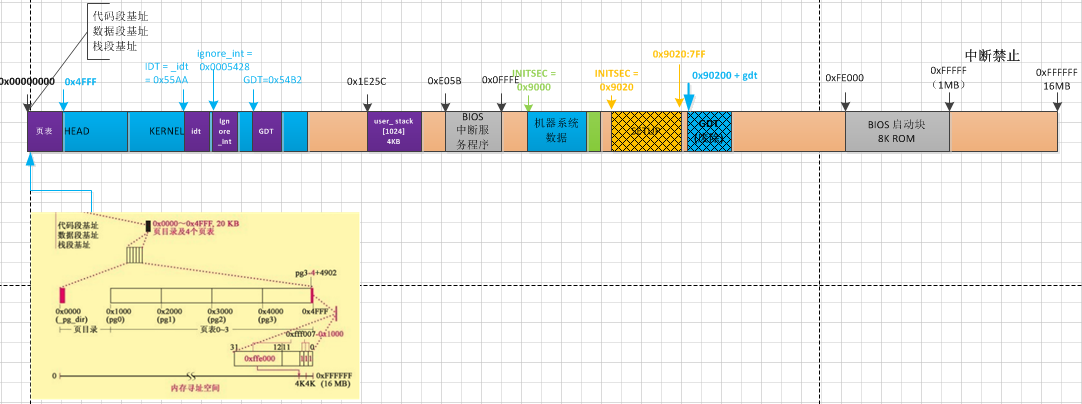 代码段基址
数据段基址
栈段基址
0x00000000
0x4FFF
IDT = _idt
= 0x55AA
ignore_int =
0x0005428
GDT=0x54B2
0x1E25C
0xE05B
0x0FFFE
INITSEC =
0x9000
INITSEC =
0x9020
0x9020:7FF
0x90200 + gdt
中断禁止
0xFE000
0xFFFFF
（1MB）
0xFFFFFF
16MB
页表
HEAD
KERNEL
idt
Ign
ore
_Int
GDT
user_stack
[1024]
4KB
BIOS
中断服
务程序
机器系统
数据
SETUP
GDT
(废除)
BIOS 启动块
8K ROM
代码段基址
数据段基址
栈段基址
0x0000～0x4FFF, 20 KB
页目录及4个页表
pg3-4+4902
0x0000
(_pg_dir)
0x1000
(pg0)
0x2000
(pg1)
0x3000
(pg2)
0x4000
(pg3)
0x4FFF
页目录
页表0~3
0xfff007-0x1000
31
12
11
0
0xffe000
111
0
4K4K
0xFFFFFF
(16 MB)
内存寻址空间